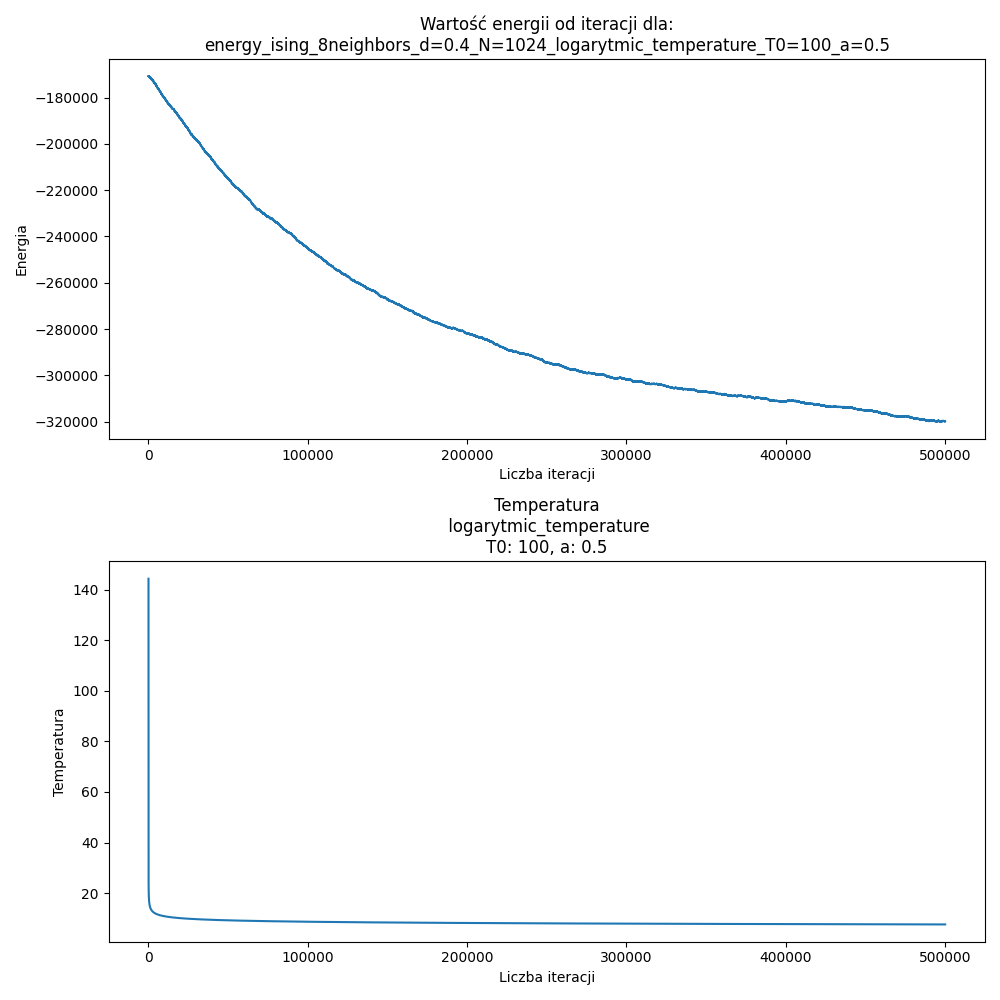 Wartość energii od iteracji dla:
energy_ising_8neighbors_d=0.4_N=1024_logarytmic_temperature_T0=100_a=0.5
−180000
−200000
−220000
−240000
−260000
−280000
−300000
−320000
Energia
0 100000 200000 300000 400000 500000
Liczba iteracji
Temperatura
logarytmic_temperature
T0: 100, a: 0.5
140
120
100
80
60
40
20
Temperatura
0 100000 200000 300000 400000 500000
Liczba iteracji